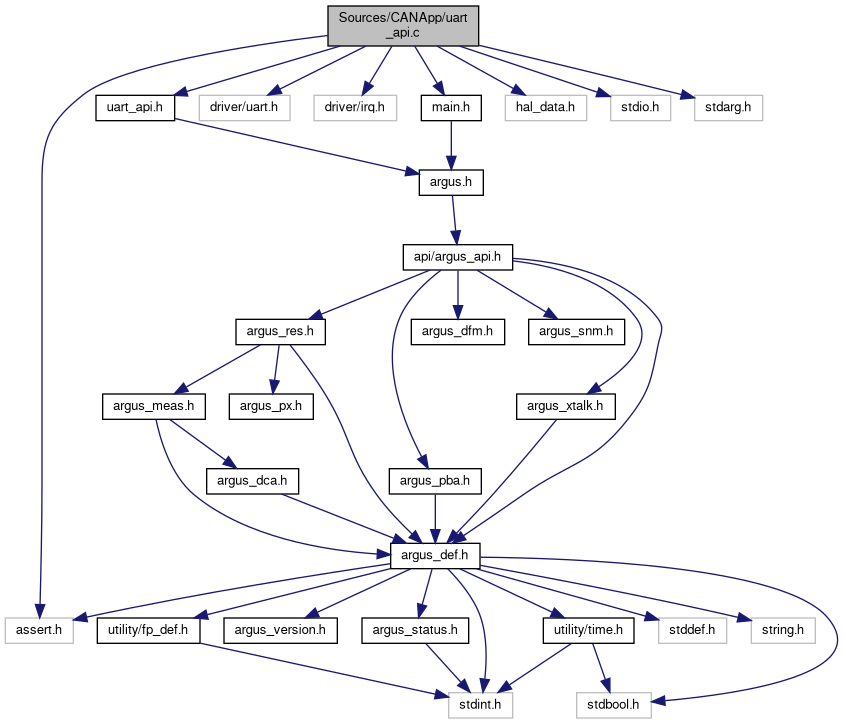 Sources/CANApp/uart
_api.c
uart_api.h
driver/uart.h
driver/irq.h
main.h
hal_data.h
stdio.h
stdarg.h
argus.h
api/argus_api.h
argus_res.h
argus_dfm.h
argus_snm.h
argus_meas.h
argus_px.h
argus_xtalk.h
argus_dca.h
argus_pba.h
argus_def.h
assert.h
utility/fp_def.h
argus_version.h
argus_status.h
utility/time.h
stddef.h
string.h
stdint.h
stdbool.h